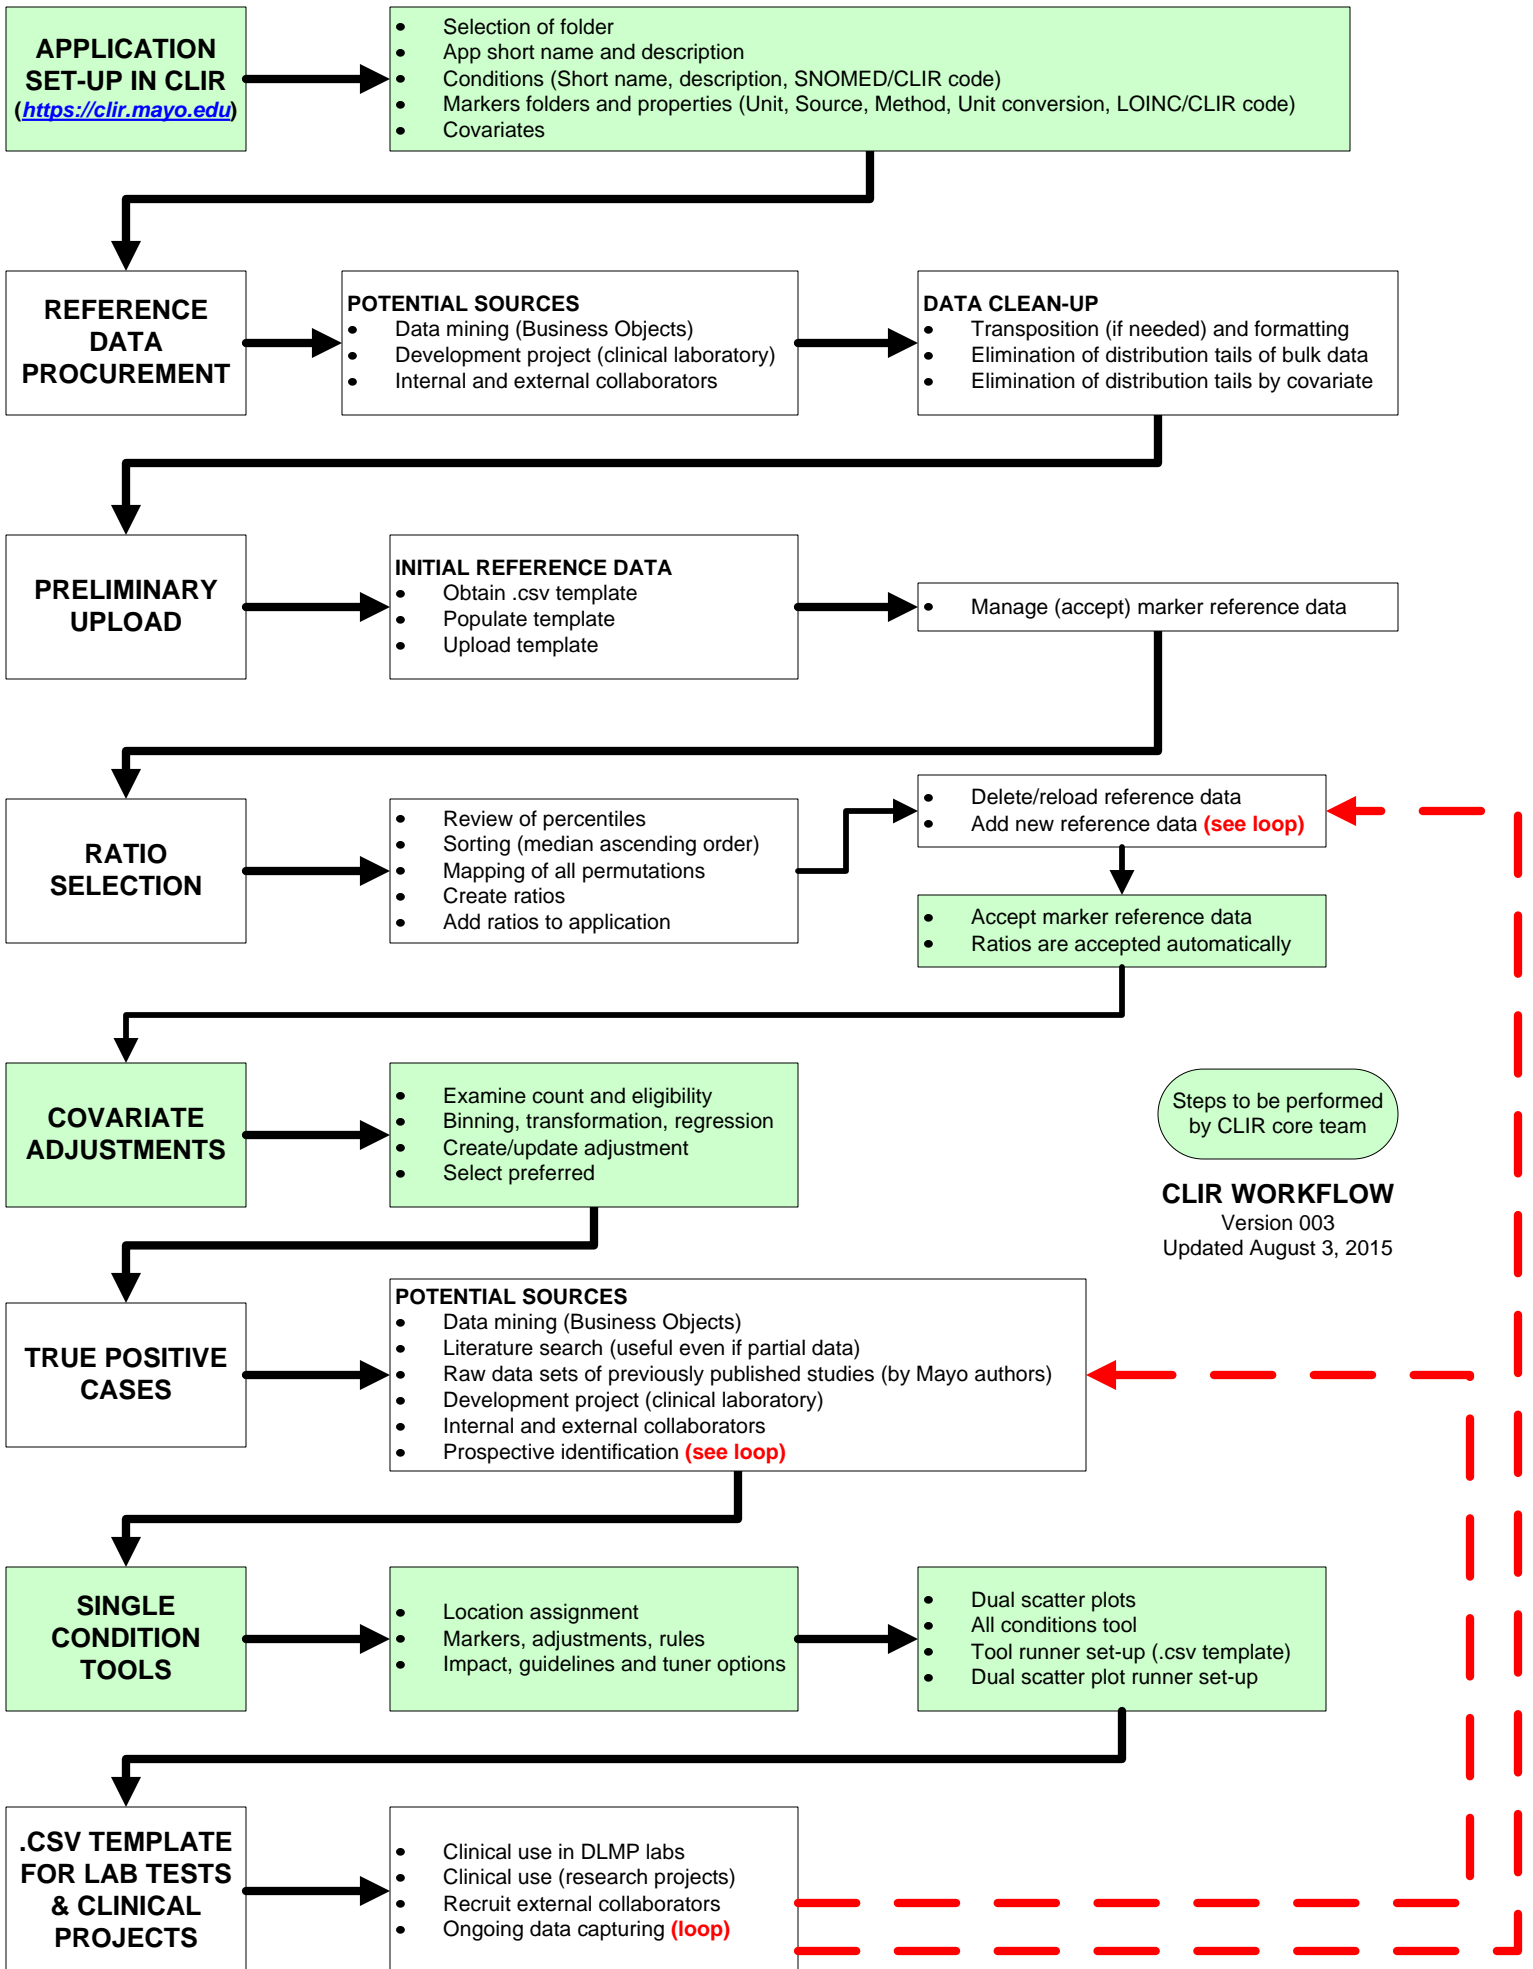 APPLICATION
SET-UP IN CLIR
(https://clir.mayo.edu)
• Selection of folder
• App short name and description
• Conditions (Short name, description, SNOMED/CLIR code)
• Markers folders and properties (Unit, Source, Method, Unit conversion, LOINC/CLIR code)
• Covariates
REFERENCE
DATA
PROCUREMENT
POTENTIAL SOURCES
• Data mining (Business Objects)
• Development project (clinical laboratory)
• Internal and external collaborators
DATA CLEAN-UP
• Transposition (if needed) and formatting
• Elimination of distribution tails of bulk data
• Elimination of distribution tails by covariate
PRELIMINARY
UPLOAD
INITIAL REFERENCE DATA
• Obtain .csv template
• Populate template
• Upload template
• Manage (accept) marker reference data
RATIO
SELECTION
• Review of percentiles
• Sorting (median ascending order)
• Mapping of all permutations
• Create ratios
• Add ratios to application
• Delete/reload reference data
• Add new reference data (see loop)
• Accept marker reference data
• Ratios are accepted automatically
COVARIATE
ADJUSTMENTS
• Examine count and eligibility
• Binning, transformation, regression
• Create/update adjustment
• Select preferred
Steps to be performed
by CLIR core team
CLIR WORKFLOW
Version 003
Updated August 3, 2015
TRUE POSITIVE
CASES
POTENTIAL SOURCES
• Data mining (Business Objects)
• Literature search (useful even if partial data)
• Raw data sets of previously published studies (by Mayo authors)
• Development project (clinical laboratory)
• Internal and external collaborators
• Prospective identification (see loop)
SINGLE
CONDITION
TOOLS
• Location assignment
• Markers, adjustments, rules
• Impact, guidelines and tuner options
• Dual scatter plots
• All conditions tool
• Tool runner set-up (.csv template)
• Dual scatter plot runner set-up
.CSV TEMPLATE
FOR LAB TESTS
& CLINICAL
PROJECTS
• Clinical use in DLMP labs
• Clinical use (research projects)
• Recruit external collaborators
• Ongoing data capturing (loop)